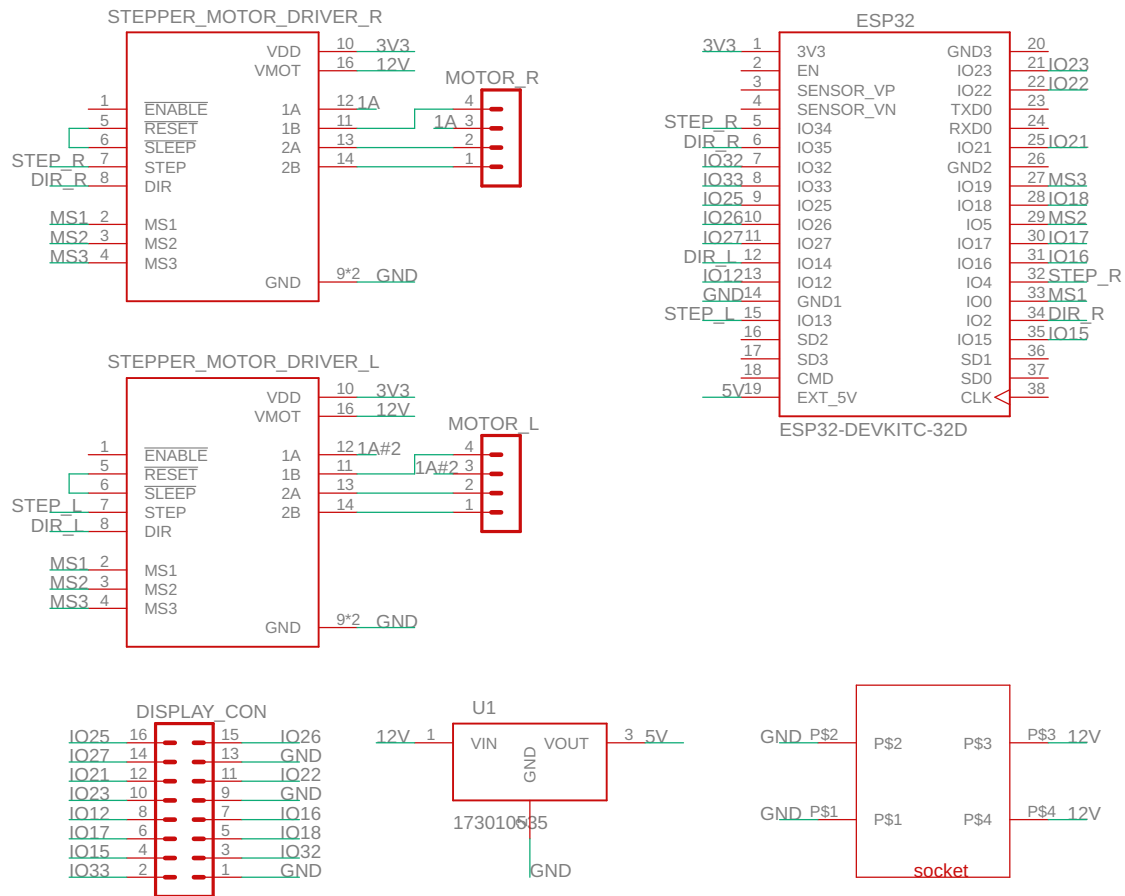 STEPPER_MOTOR_DRIVER_R
VDD 10 3V3
VMOT 16 12V
1 ENABLE 1A 12 1A
5 RESET 1B 11
6 SLEEP 2A 13
STEP_R 7 STEP 2B 14
DIR_R 8 DIR
MS1 2 MS1
MS2 3 MS2
MS3 4 MS3
GND 9*2 GND
MOTOR_R
4
1A 3
2
1
ESP32
3V3 1 3V3 GND3 20
2 EN IO23 21 IO23
3 SENSOR_VP IO22 22 IO22
4 SENSOR_VN TXD0 23
STEP_R 5 IO34 RXD0 24
DIR_R 6 IO35 IO21 25 IO21
IO32 7 IO32 GND2 26
IO33 8 IO33 IO19 27 MS3
IO25 9 IO25 IO18 28 IO18
IO26 10 IO26 IO5 29 MS2
IO27 11 IO27 IO17 30 IO17
DIR_L 12 IO14 IO16 31 IO16
IO12 13 IO12 IO4 32 STEP_R
GND 14 GND1 IO0 33 MS1
STEP_L 15 IO13 IO2 34 DIR_R
16 SD2 IO15 35 IO15
17 SD3 SD1 36
18 CMD SD0 37
5V 19 EXT_5V CLK 38
ESP32-DEVKITC-32D
STEPPER_MOTOR_DRIVER_L
VDD 10 3V3
VMOT 16 12V
1 ENABLE 1A 12 1A#2
5 RESET 1B 11
6 SLEEP 2A 13
STEP_L 7 STEP 2B 14
DIR_L 8 DIR
MS1 2 MS1
MS2 3 MS2
MS3 4 MS3
GND 9*2 GND
MOTOR_L
4
1A#2 3
2
1
DISPLAY_CON
IO25 16 15 IO26
IO27 14 13 GND
IO21 12 11 IO22
IO23 10 9 GND
IO12 8 7 IO16
IO17 6 5 IO18
IO15 4 3 IO32
IO33 2 1 GND
U1
12V 1 VIN VOUT 3 5V
GND
173010535
2
GND
GND P$2 P$2 P$3 P$3 12V
GND P$1 P$1 P$4 P$4 12V
socket